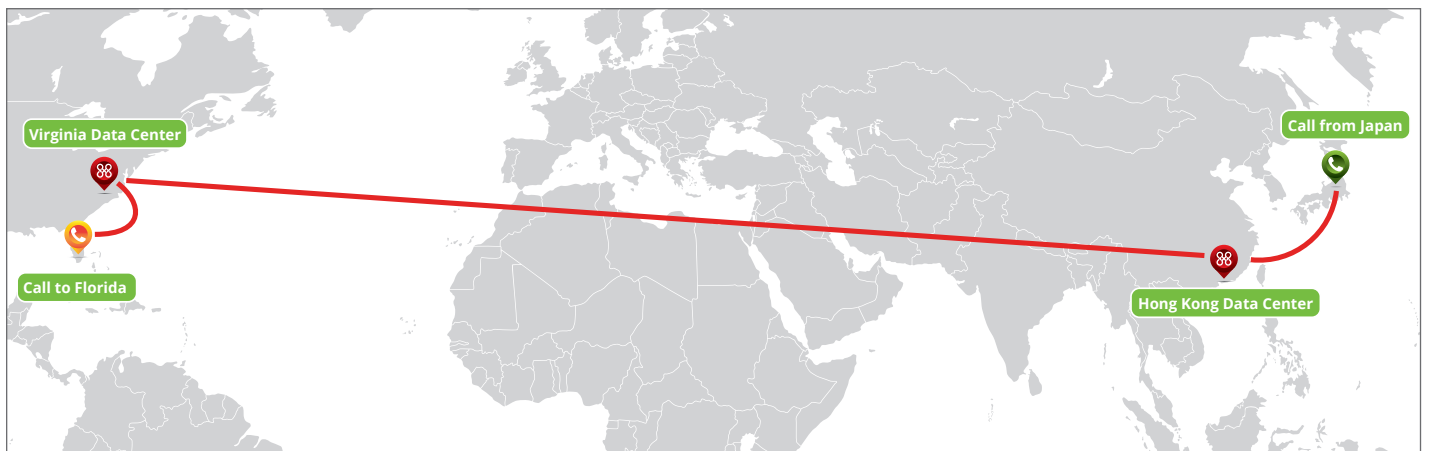 Virginia Data Center
Call from Japan
Call to Florida
Hong Kong Data Center